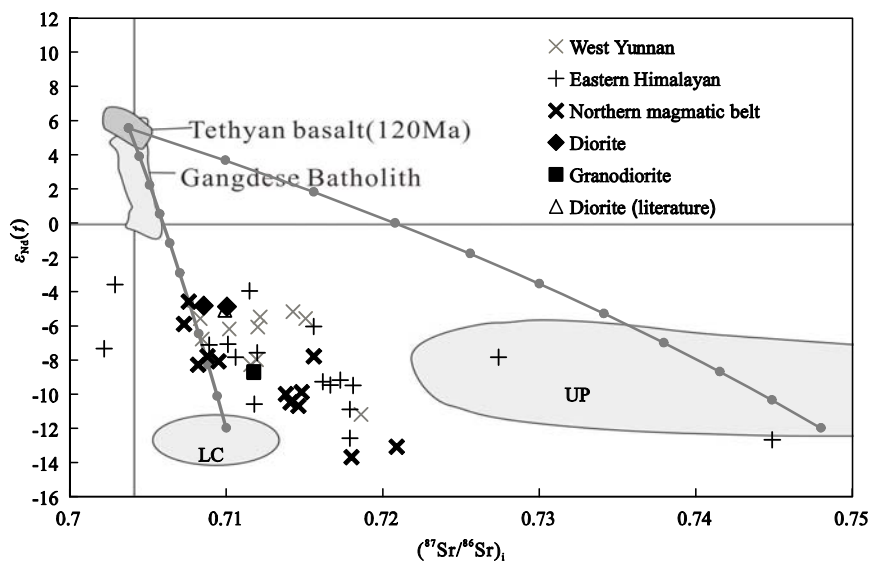 12
10
8
6
4
2
0
-2
-4
-6
-8
-10
-12
-14
-16
εNd(t)
West Yunnan
Eastern Himalayan
Northern magmatic belt
Diorite
Granodiorite
Diorite (literature)
Tethyan basalt(120Ma)
Gangdese Batholith
UP
LC
0.7
0.71
0.72
0.73
0.74
0.75
(⁸⁷Sr/⁸⁶Sr)i